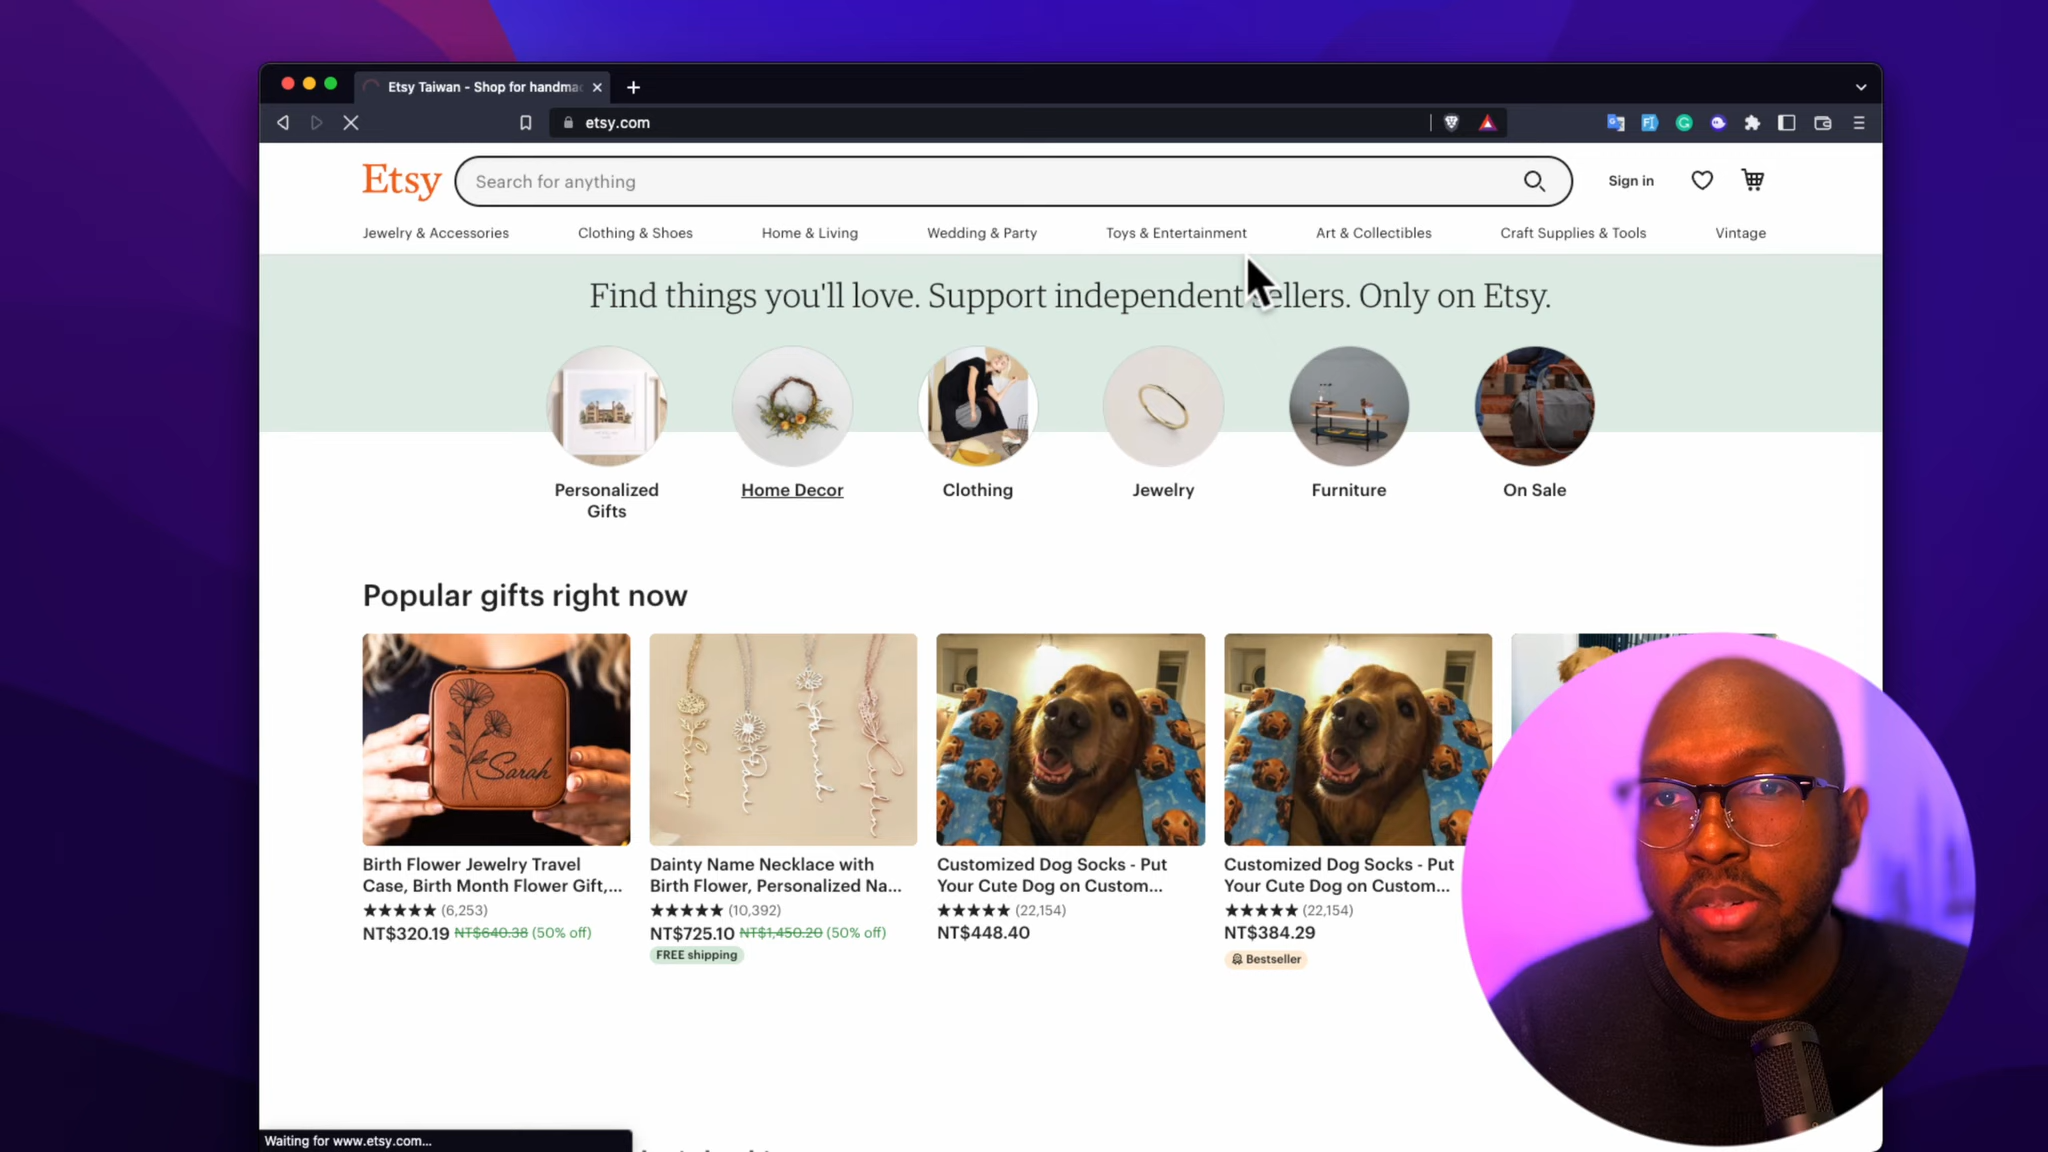 Etsy Taiwan - Shop for handma
etsy.com
Etsy
Search for anything
Sign in
Jewelry & Accessories
Clothing & Shoes
Home & Living
Wedding & Party
Toys & Entertainment
Art & Collectibles
Craft Supplies & Tools
Vintage
Find things you'll love. Support independent sellers. Only on Etsy.
Personalized
Gifts
Home Decor
Clothing
Jewelry
Furniture
On Sale
Popular gifts right now
Sarah
Birth Flower Jewelry Travel
Case, Birth Month Flower Gift,...
★★★★★ (6,253)
NT$320.19 NT$640.38 (50% off)
Dainty Name Necklace with
Birth Flower, Personalized Na...
★★★★★ (10,392)
NT$725.10 NT$1,450.20 (50% off)
FREE shipping
Customized Dog Socks - Put
Your Cute Dog on Custom...
★★★★★ (22,154)
NT$448.40
Customized Dog Socks - Put
Your Cute Dog on Custom...
★★★★★ (22,154)
NT$384.29
Bestseller
Waiting for www.etsy.com...